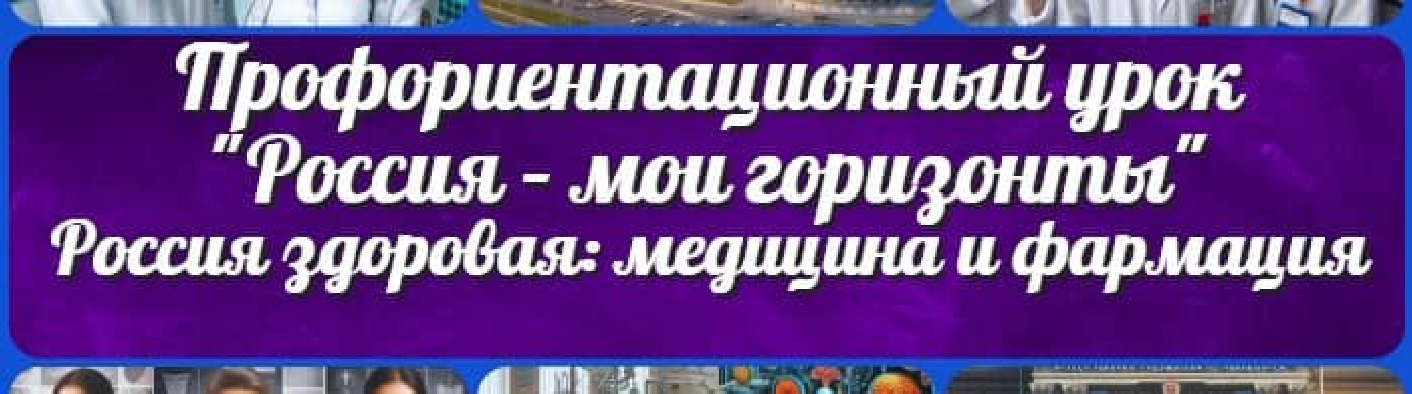 Профориентационный урок
"Россия – мои горизонты"
Россия здоровая: медицина и фармация